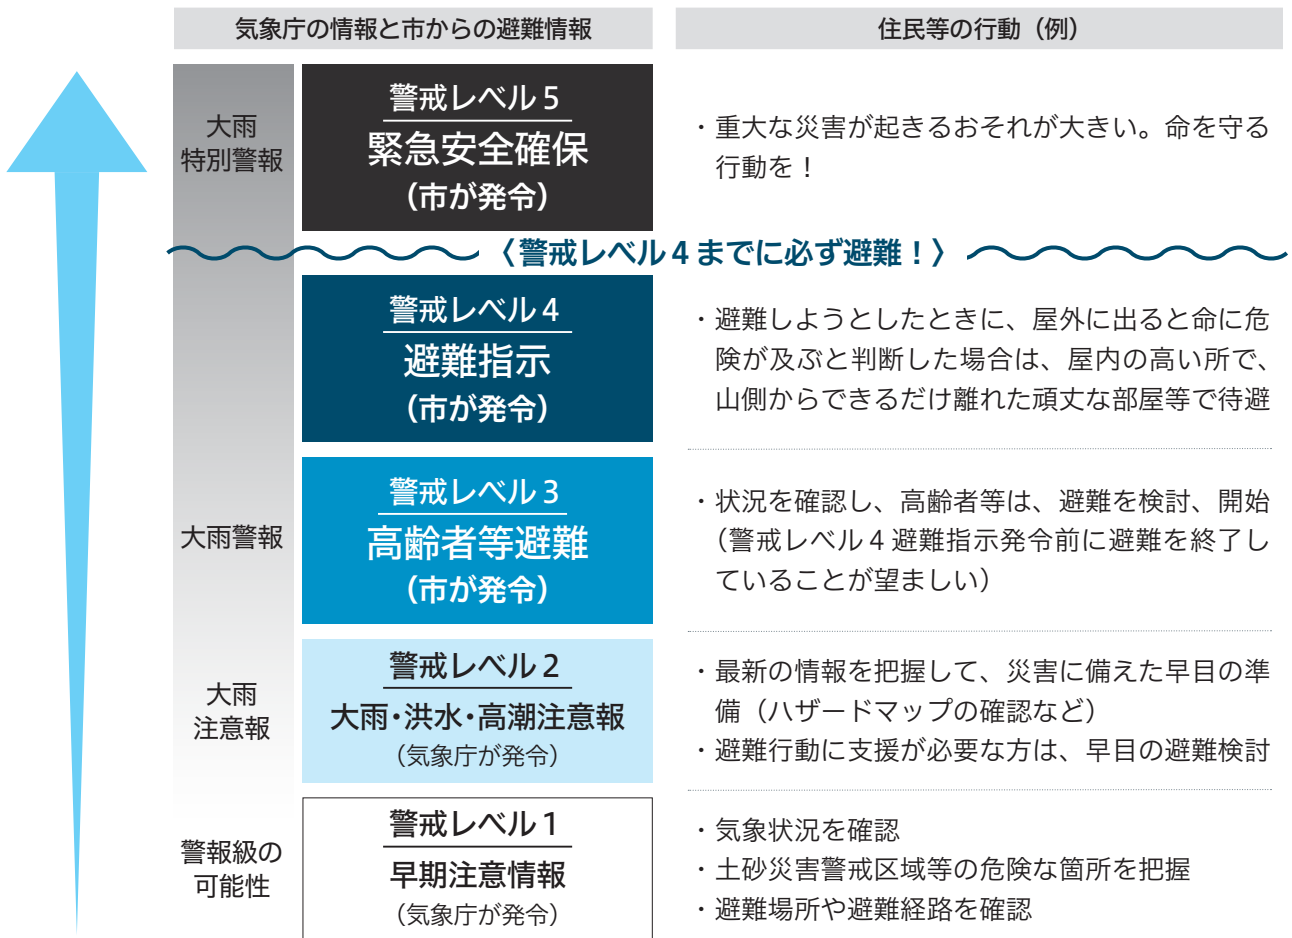 気象庁の情報と市からの避難情報
住民等の行動（例）
大雨
特別警報
警戒レベル５
緊急安全確保
（市が発令）
・重大な災害が起きるおそれが大きい。命を守る
行動を！
〈警戒レベル４までに必ず避難！〉
警戒レベル４
避難指示
（市が発令）
・避難しようとしたときに、屋外に出ると命に危
険が及ぶと判断した場合は、屋内の高い所で、
山側からできるだけ離れた頑丈な部屋等で待避
大雨警報
警戒レベル３
高齢者等避難
（市が発令）
・状況を確認し、高齢者等は、避難を検討、開始
（警戒レベル４避難指示発令前に避難を終了し
ていることが望ましい）
大雨
注意報
警戒レベル２
大雨・洪水・高潮注意報
（気象庁が発令）
・最新の情報を把握して、災害に備えた早目の準
備（ハザードマップの確認など）
・避難行動に支援が必要な方は、早目の避難検討
警報級の
可能性
警戒レベル１
早期注意情報
（気象庁が発令）
・気象状況を確認
・土砂災害警戒区域等の危険な箇所を把握
・避難場所や避難経路を確認